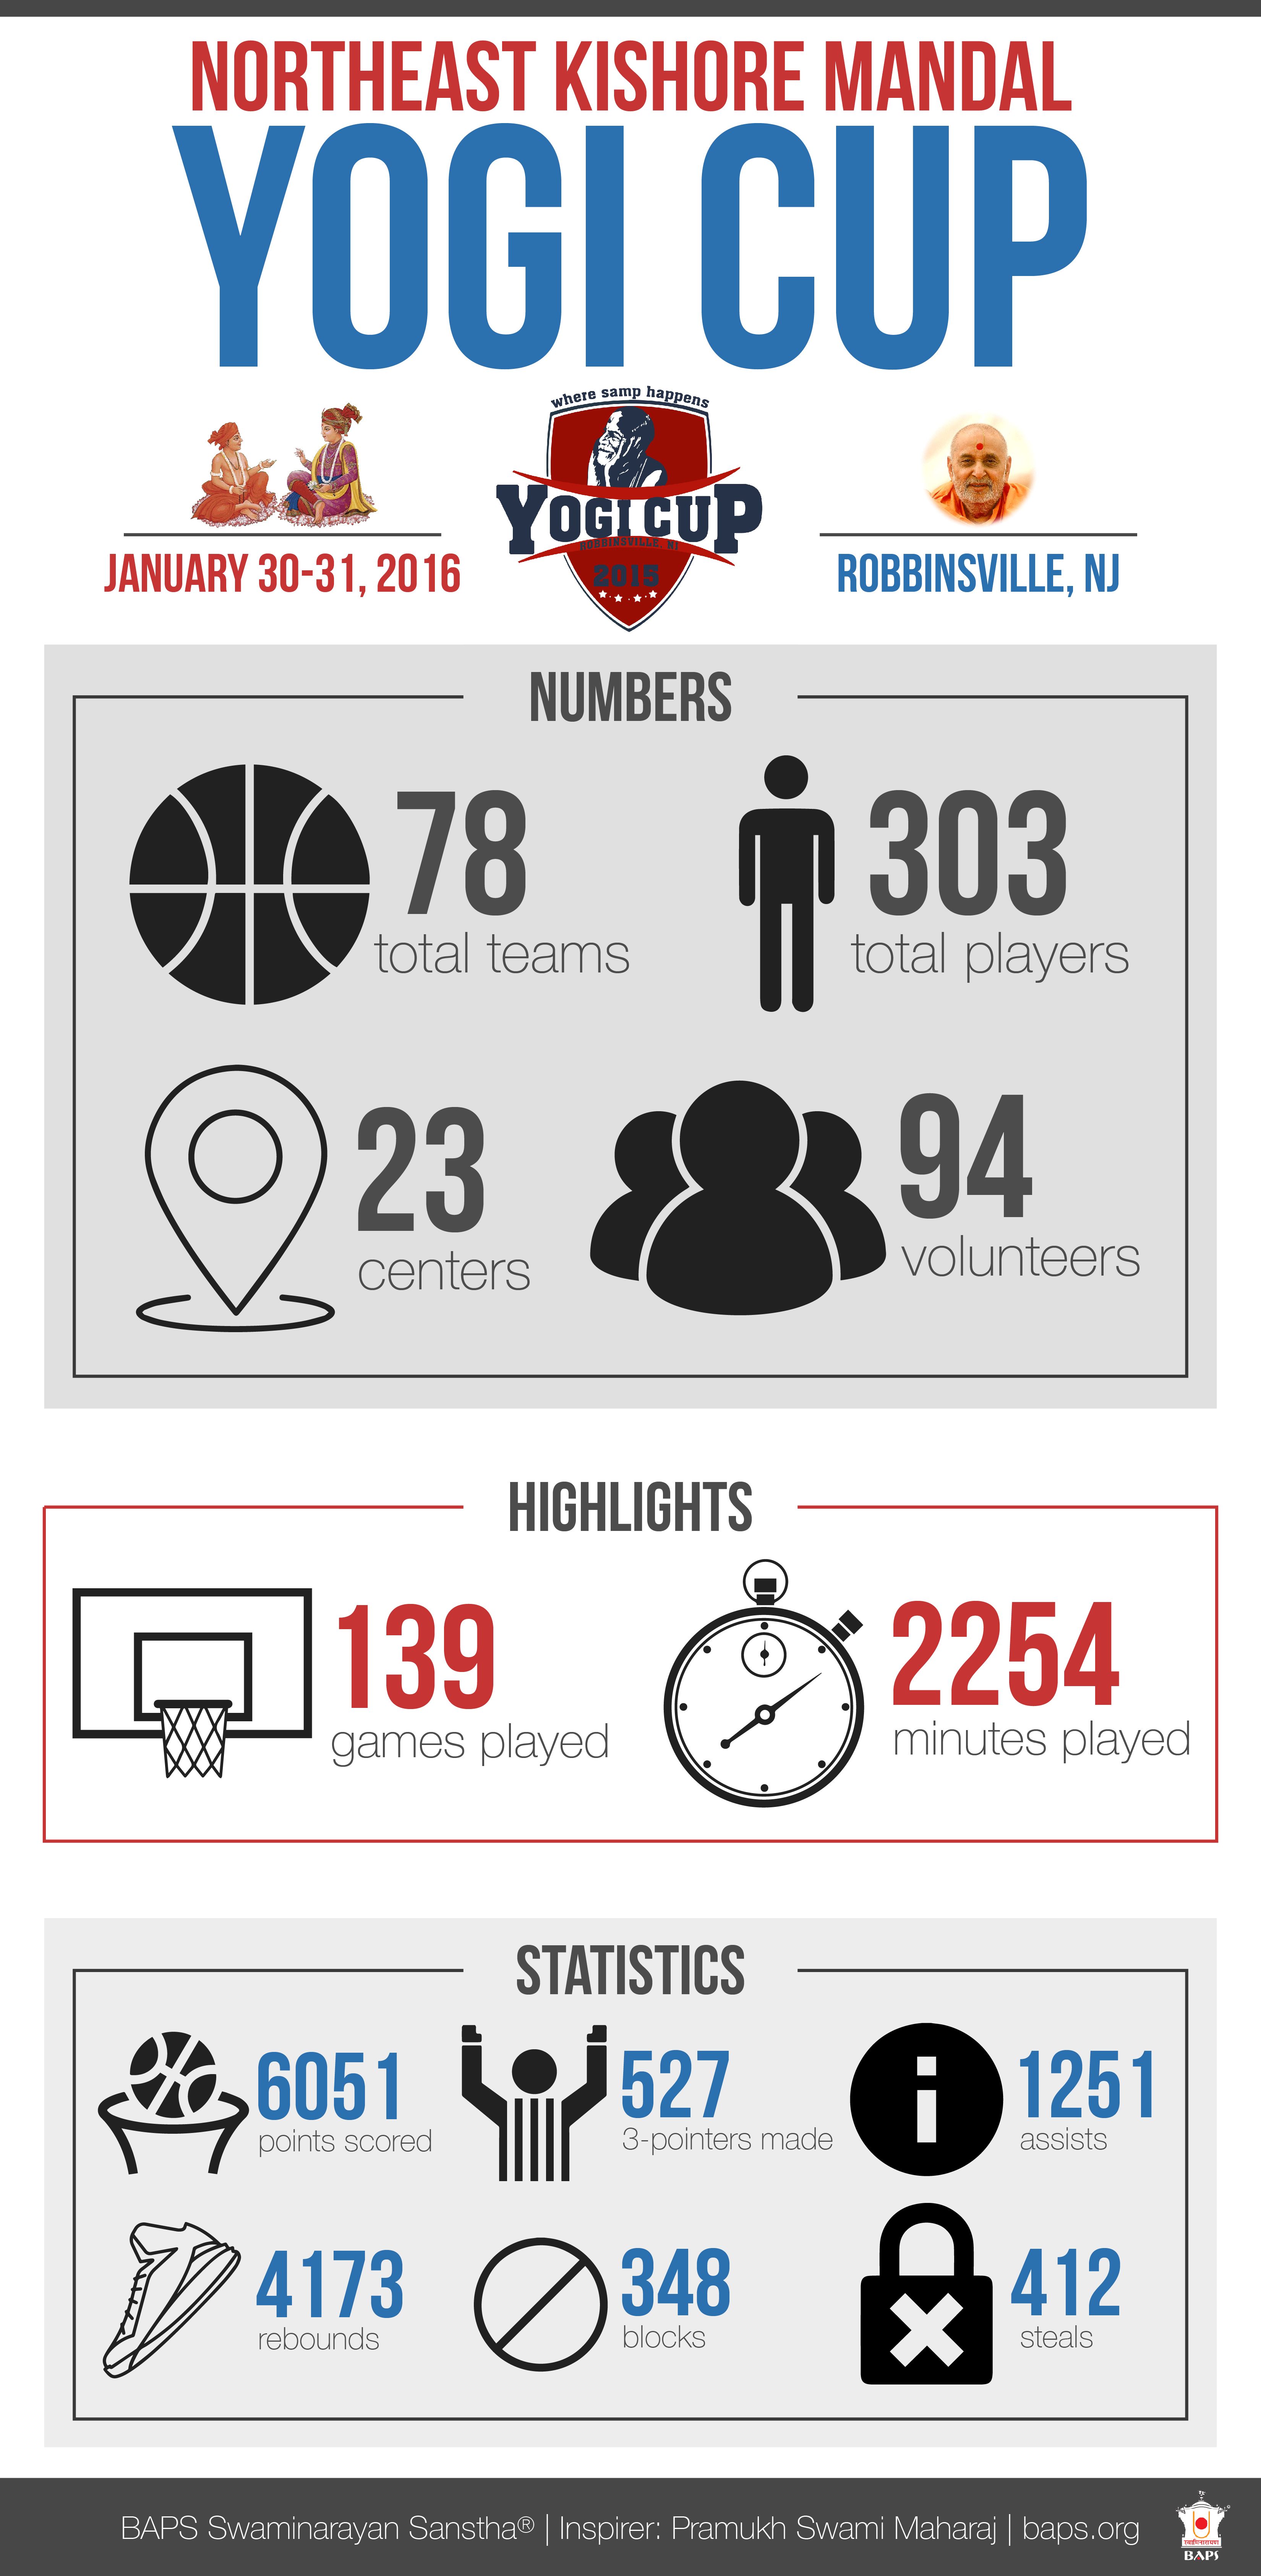 NORTHEAST KISHORE MANDAL
YOGI CUP
where samp happens
YOGI CUP
ROBBINSVILLE, NJ
2015
JANUARY 30-31, 2016
ROBBINSVILLE, NJ
NUMBERS
78
total teams
303
total players
23
centers
94
volunteers
HIGHLIGHTS
139
games played
2254
minutes played
STATISTICS
6051
points scored
527
3-pointers made
i
1251
assists
4173
rebounds
348
blocks
412
steals
BAPS Swaminarayan Sanstha® | Inspirer: Pramukh Swami Maharaj | baps.org
स्वामिनारायण
BAPS